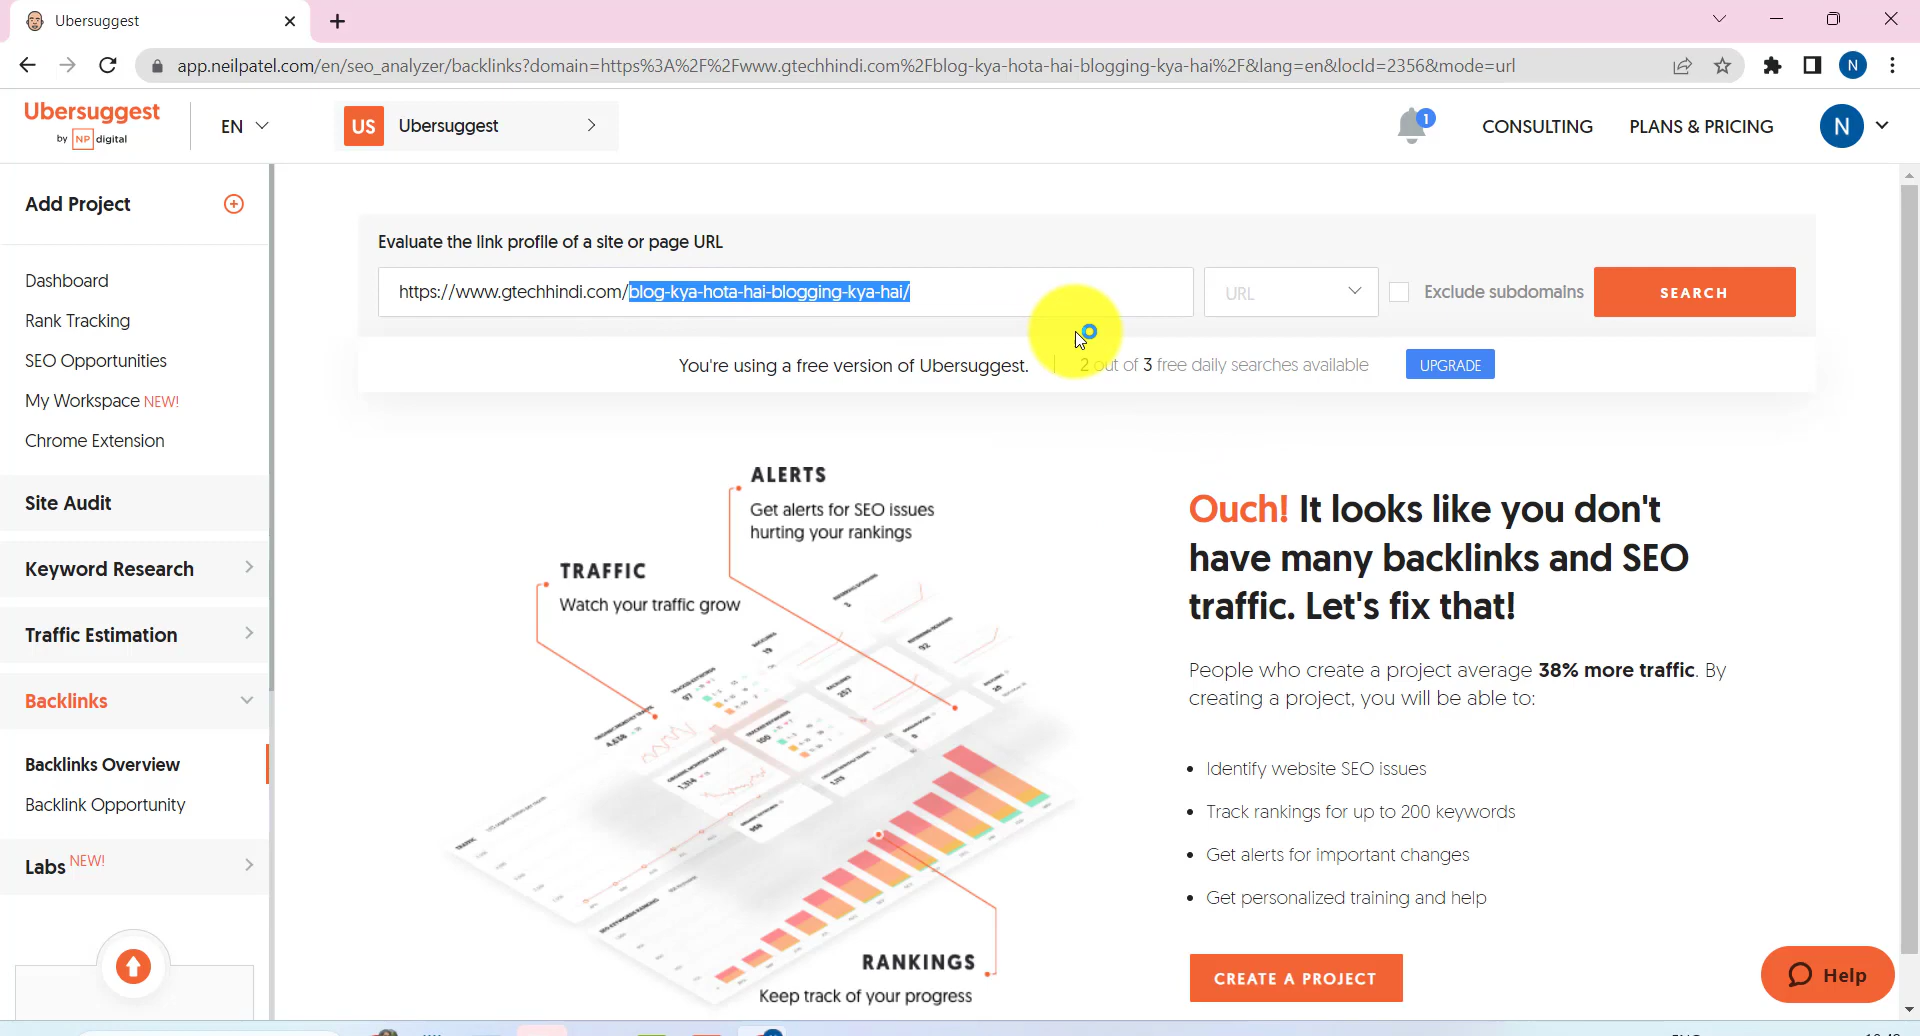 Ubersuggest
app.neilpatel.com/en/seo_analyzer/backlinks?domain=https%3A%2F%2Fwww.gtechhindi.com%2Fblog-kya-hota-hai-blogging-kya-hai%2F&lang=en&locId=2356&mode=url
N
Ubersuggest
by NP digital
EN
US Ubersuggest
1
CONSULTING
PLANS & PRICING
N
Add Project
Dashboard
Rank Tracking
SEO Opportunities
My Workspace NEW!
Chrome Extension
Site Audit
Keyword Research
Traffic Estimation
Backlinks
Backlinks Overview
Backlink Opportunity
Labs NEW!
Evaluate the link profile of a site or page URL
https://www.gtechhindi.com/blog-kya-hota-hai-blogging-kya-hai/
URL
Exclude subdomains
SEARCH
You're using a free version of Ubersuggest.
2 out of 3 free daily searches available
UPGRADE
ALERTS
Get alerts for SEO issues
hurting your rankings
TRAFFIC
Watch your traffic grow
RANKINGS
Keep track of your progress
Ouch! It looks like you don't
have many backlinks and SEO
traffic. Let's fix that!
People who create a project average 38% more traffic. By
creating a project, you will be able to:
• Identify website SEO issues
• Track rankings for up to 200 keywords
• Get alerts for important changes
• Get personalized training and help
CREATE A PROJECT
Help